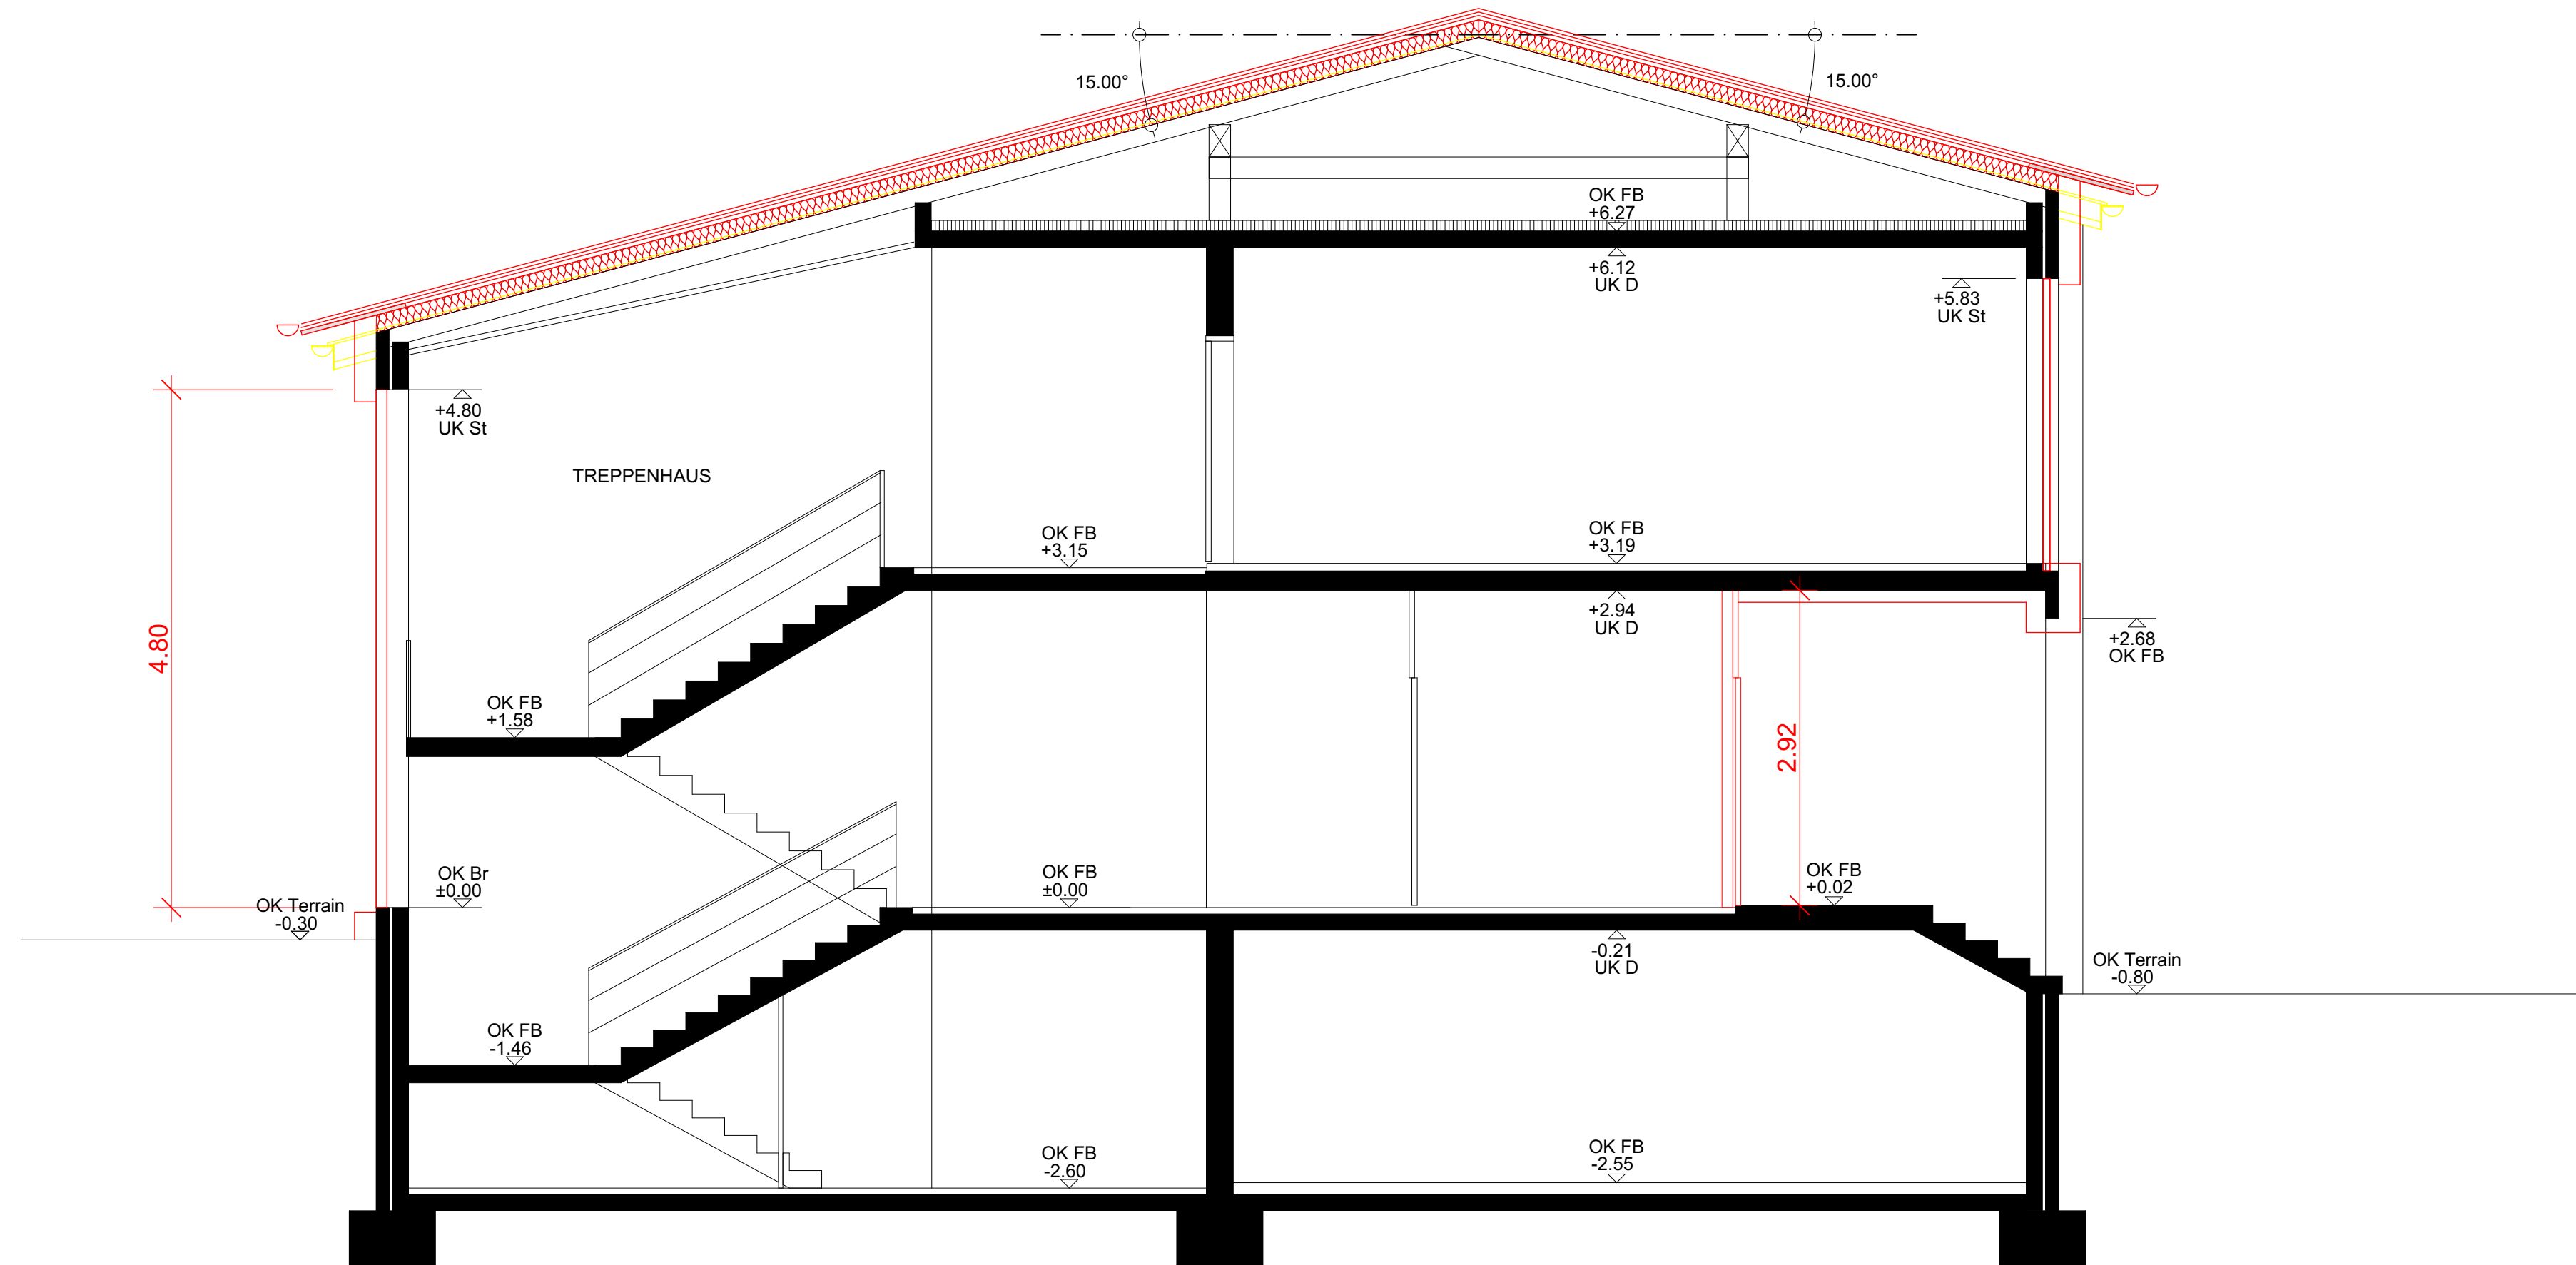 15.00°
15.00°
OK FB
+6.27
+6.12
UK D
+5.83
UK St
+4.80
UK St
TREPPENHAUS
OK FB
+3.15
OK FB
+3.19
+2.94
UK D
+2.68
OK FB
4.80
OK FB
+1.58
2.92
OK Br
±0.00
OK FB
±0.00
OK FB
+0.02
OK Terrain
-0.30
-0.21
UK D
OK Terrain
-0.80
OK FB
-1.46
OK FB
-2.60
OK FB
-2.55